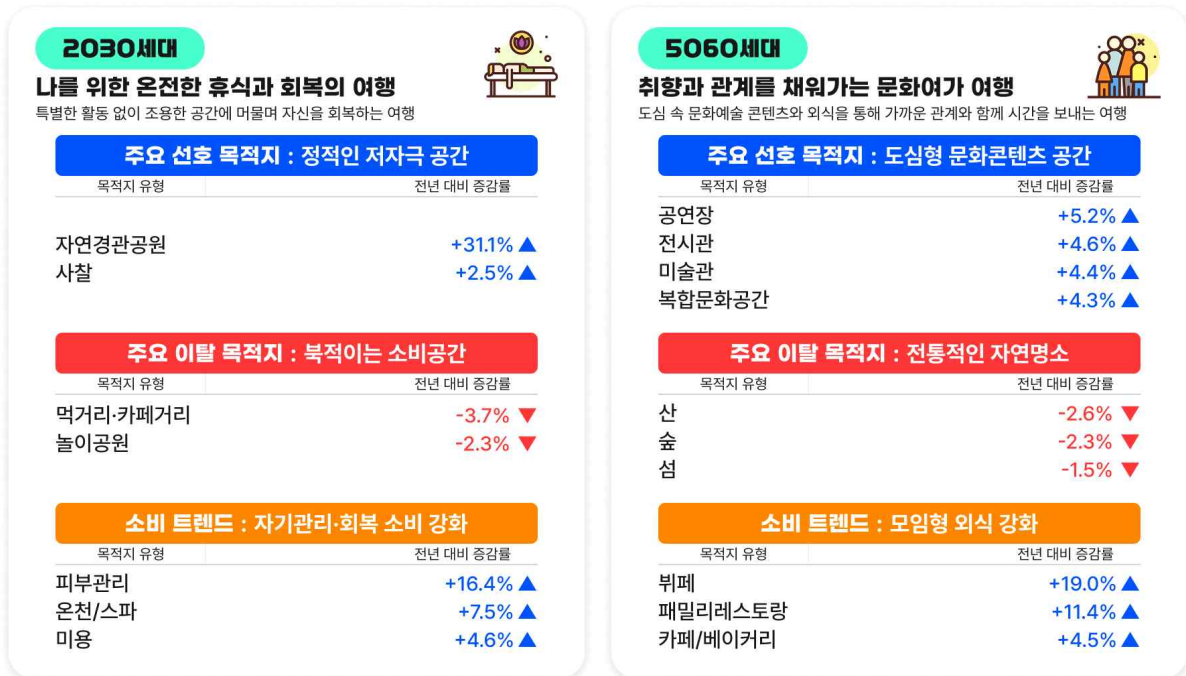 2030세대
나를 위한 온전한 휴식과 회복의 여행
특별한 활동 없이 조용한 공간에 머물며 자신을 회복하는 여행
주요 선호 목적지 : 정적인 저자극 공간
목적지 유형 전년 대비 증감률
자연경관공원 +31.1% ▲
사찰 +2.5% ▲
주요 이탈 목적지 : 북적이는 소비공간
목적지 유형 전년 대비 증감률
먹거리·카페거리 -3.7% ▼
놀이공원 -2.3% ▼
소비 트렌드 : 자기관리·회복 소비 강화
목적지 유형 전년 대비 증감률
피부관리 +16.4% ▲
온천/스파 +7.5% ▲
미용 +4.6% ▲
5060세대
취향과 관계를 채워가는 문화여가 여행
도심 속 문화예술 콘텐츠와 외식을 통해 가까운 관계와 함께 시간을 보내는 여행
주요 선호 목적지 : 도심형 문화콘텐츠 공간
목적지 유형 전년 대비 증감률
공연장 +5.2% ▲
전시관 +4.6% ▲
미술관 +4.4% ▲
복합문화공간 +4.3% ▲
주요 이탈 목적지 : 전통적인 자연명소
목적지 유형 전년 대비 증감률
산 -2.6% ▼
숲 -2.3% ▼
섬 -1.5% ▼
소비 트렌드 : 모임형 외식 강화
목적지 유형 전년 대비 증감률
뷔페 +19.0% ▲
패밀리레스토랑 +11.4% ▲
카페/베이커리 +4.5% ▲